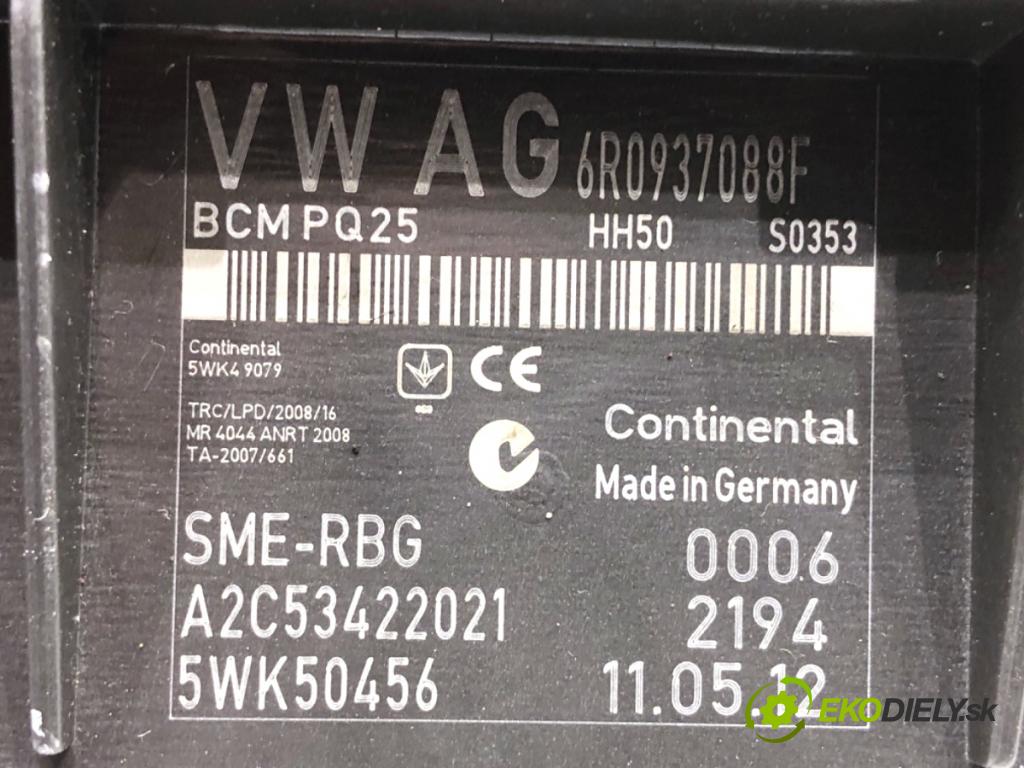 VW AG 6R0937088F
BCM PQ25 HH50 S0353
Continental
5WK4 9079
CE
TRC/LPD/2008/16
MR 4044 ANRT 2008
TA-2007/661
Continental
Made in Germany
SME-RBG 0006
A2C53422021 2194
5WK50456 11.05.12
EKODIELY.sk